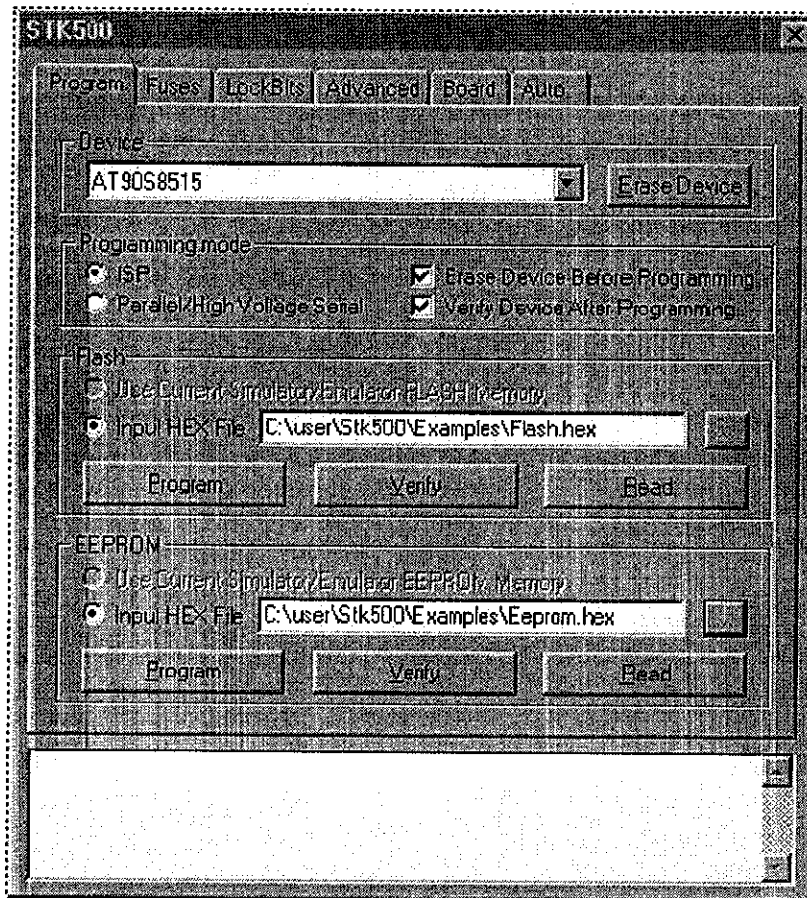 STK500
Program Fuses LockBits Advanced Board Auto
Device
AT90S8515
Erase Device
Programming mode
ISP
Erase Device Before Programming
Parallel/High Voltage Serial
Verify Device After Programming
Flash
Use Current Simulator/Emulator FLASH Memory
Input HEX File C:\user\Stk500\Examples\Flash.hex
Program Verify Read
EEPROM
Use Current Simulator/Emulator EEPROM Memory
Input HEX File C:\user\Stk500\Examples\Eeprom.hex
Program Verify Read